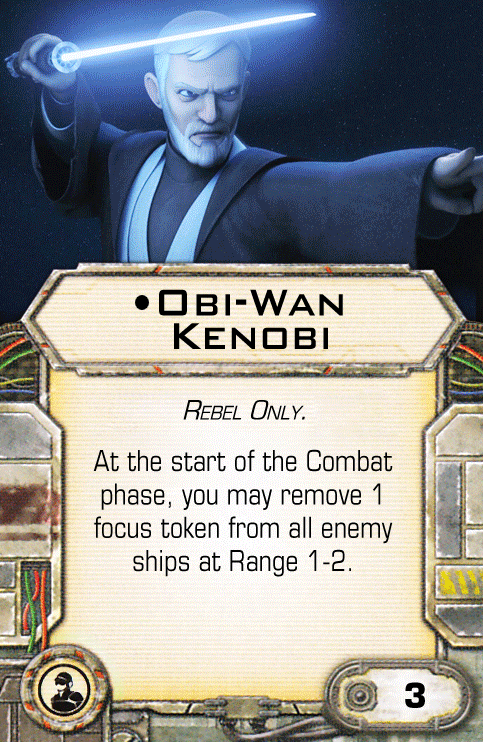 •Obi-Wan
Kenobi
Rebel Only.
At the start of the Combat
phase, you may remove 1
focus token from all enemy
ships at Range 1-2.
3